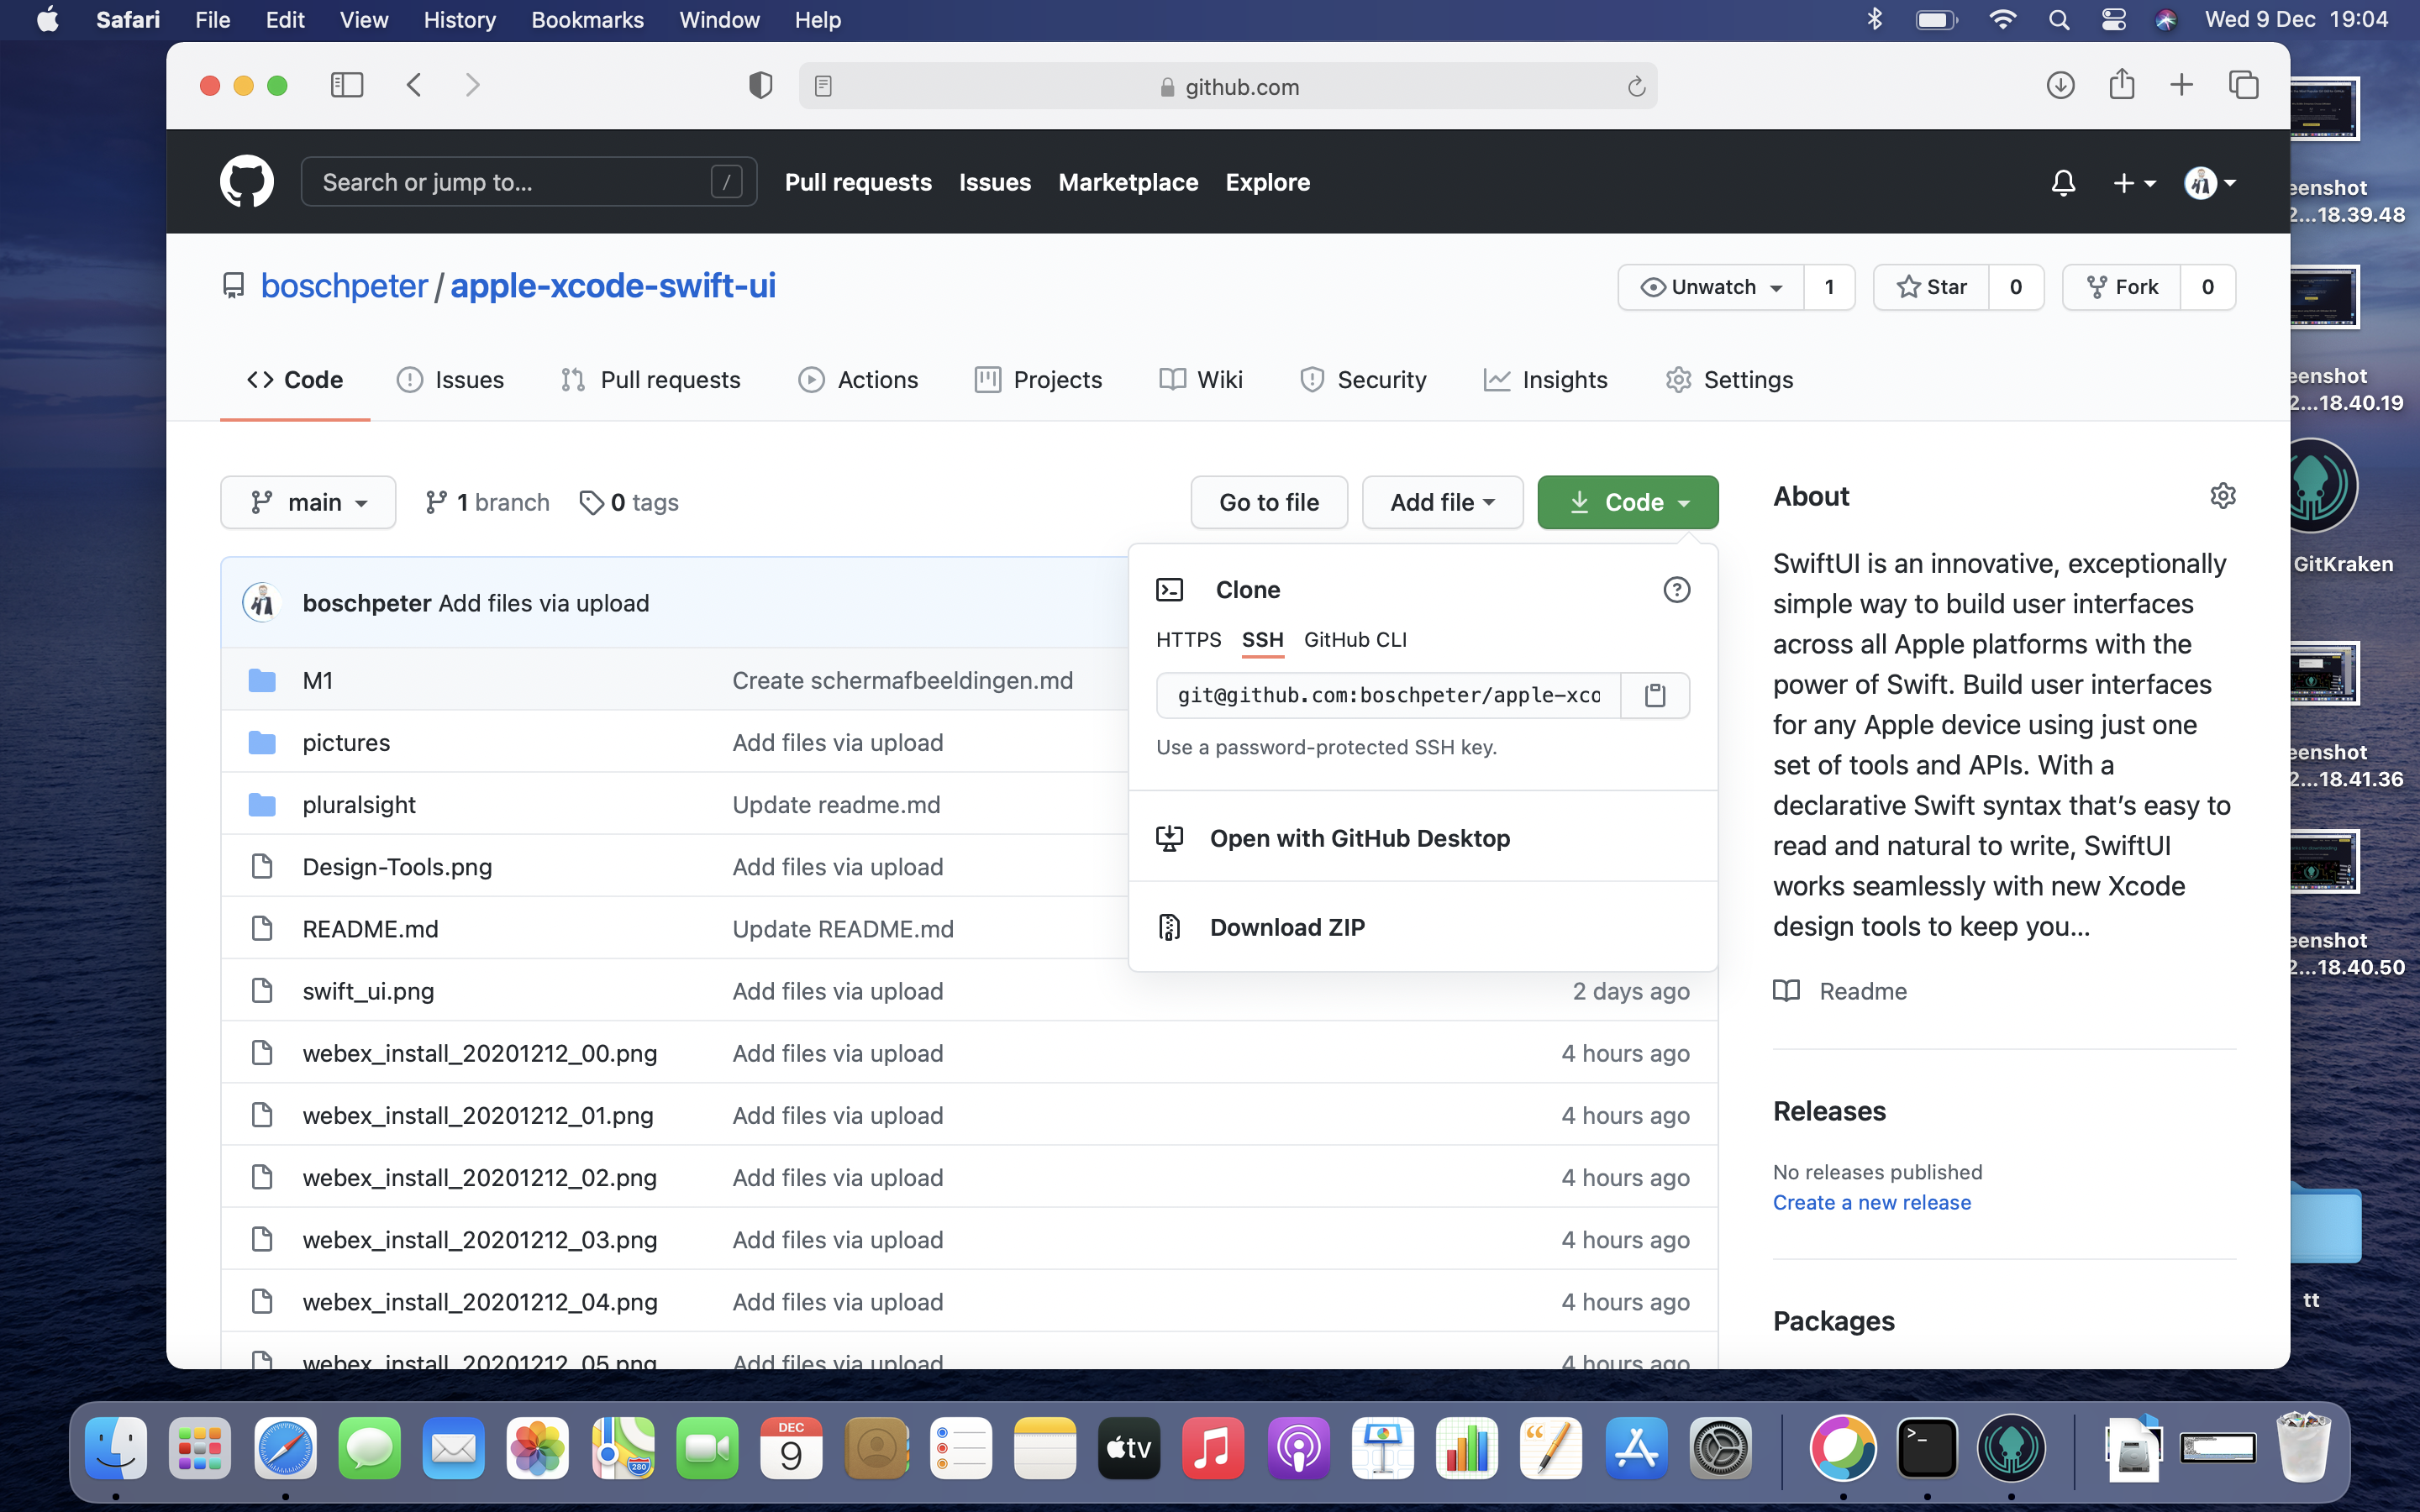 Safari File Edit View History Bookmarks Window Help Wed 9 Dec 19:04
github.com
Search or jump to... / Pull requests Issues Marketplace Explore
boschpeter / apple-xcode-swift-ui Unwatch 1 Star 0 Fork 0
Code Issues Pull requests Actions Projects Wiki Security Insights Settings
main 1 branch 0 tags Go to file Add file Code
Clone
HTTPS SSH GitHub CLI
git@github.com:boschpeter/apple-xco
Use a password-protected SSH key.
Open with GitHub Desktop
Download ZIP
boschpeter Add files via upload
M1 Create schermafbeeldingen.md
pictures Add files via upload
pluralsight Update readme.md
Design-Tools.png Add files via upload
README.md Update README.md
swift_ui.png Add files via upload 2 days ago
webex_install_20201212_00.png Add files via upload 4 hours ago
webex_install_20201212_01.png Add files via upload 4 hours ago
webex_install_20201212_02.png Add files via upload 4 hours ago
webex_install_20201212_03.png Add files via upload 4 hours ago
webex_install_20201212_04.png Add files via upload 4 hours ago
webex_install_20201212_05.png Add files via upload 4 hours ago
About
SwiftUI is an innovative, exceptionally
simple way to build user interfaces
across all Apple platforms with the
power of Swift. Build user interfaces
for any Apple device using just one
set of tools and APIs. With a
declarative Swift syntax that’s easy to
read and natural to write, SwiftUI
works seamlessly with new Xcode
design tools to keep you...
Readme
Releases
No releases published
Create a new release
Packages
eenshot
2...18.39.48
eenshot
2...18.40.19
GitKraken
eenshot
2...18.41.36
eenshot
2...18.40.50
tt
280
DEC
9
tv
>_